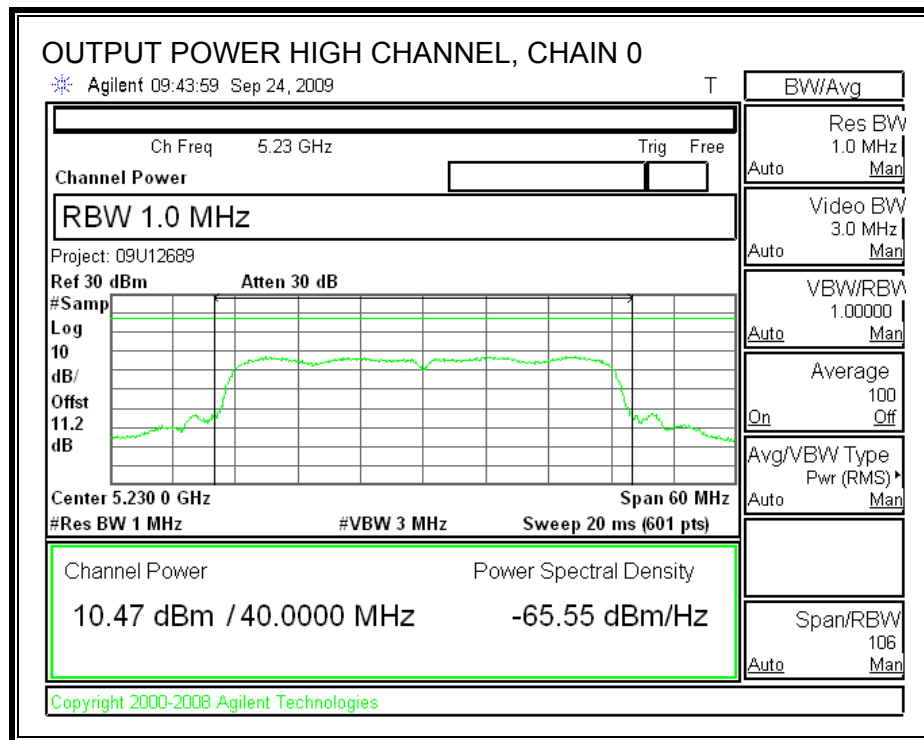 OUTPUT POWER HIGH CHANNEL, CHAIN 0
Agilent 09:43:59 Sep 24, 2009 T
BW/Avg
Ch Freq 5.23 GHz Trig Free
Channel Power
RBW 1.0 MHz
Project: 09U12689
Ref 30 dBm Atten 30 dB
#Samp
Log
10
dB/
Offst
11.2
dB
Center 5.230 0 GHz Span 60 MHz
#Res BW 1 MHz #VBW 3 MHz Sweep 20 ms (601 pts)
Channel Power Power Spectral Density
10.47 dBm / 40.0000 MHz -65.55 dBm/Hz
Copyright 2000-2008 Agilent Technologies
Res BW
1.0 MHz
Auto Man
Video BW
3.0 MHz
Auto Man
VBW/RBW
1.00000
Auto Man
Average
100
On Off
Avg/VBW Type
Pwr (RMS)
Auto Man
Span/RBW
106
Auto Man